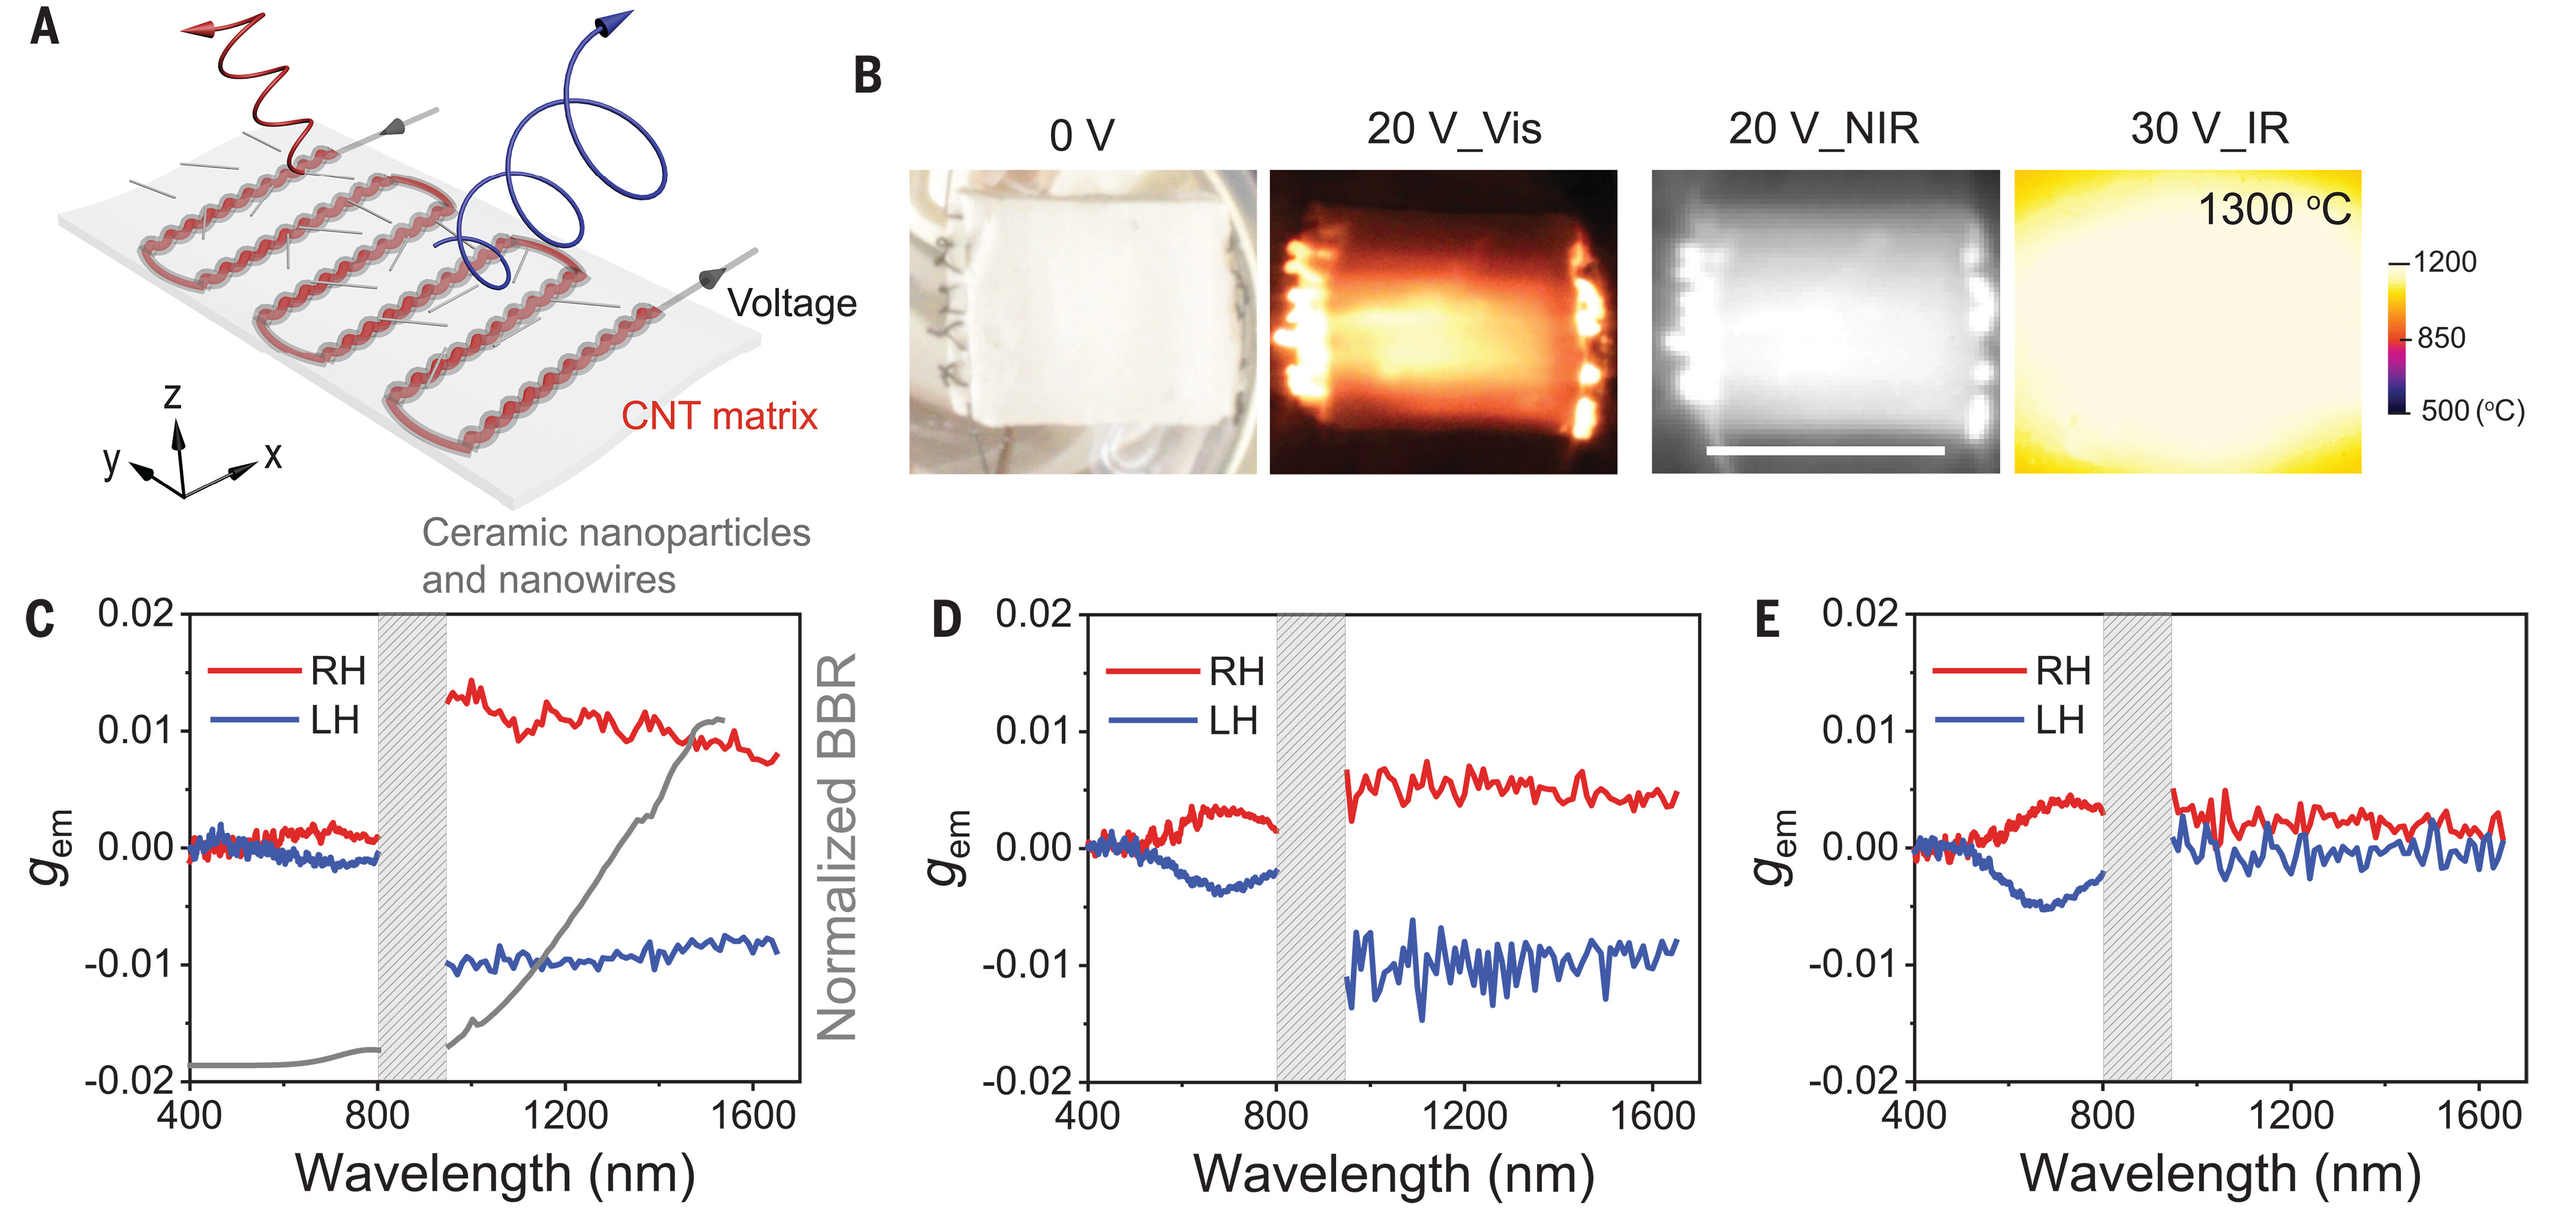 A
Voltage
CNT matrix
z
y
x
Ceramic nanoparticles
and nanowires
B
0 V
20 V_Vis
20 V_NIR
30 V_IR
1300 °C
1200
850
500 (°C)
C
0.02
0.01
0.00
-0.01
-0.02
gem
RH
LH
Normalized BBR
400
800
1200
1600
Wavelength (nm)
D
0.02
0.01
0.00
-0.01
-0.02
gem
RH
LH
400
800
1200
1600
Wavelength (nm)
E
0.02
0.01
0.00
-0.01
-0.02
gem
RH
LH
400
800
1200
1600
Wavelength (nm)